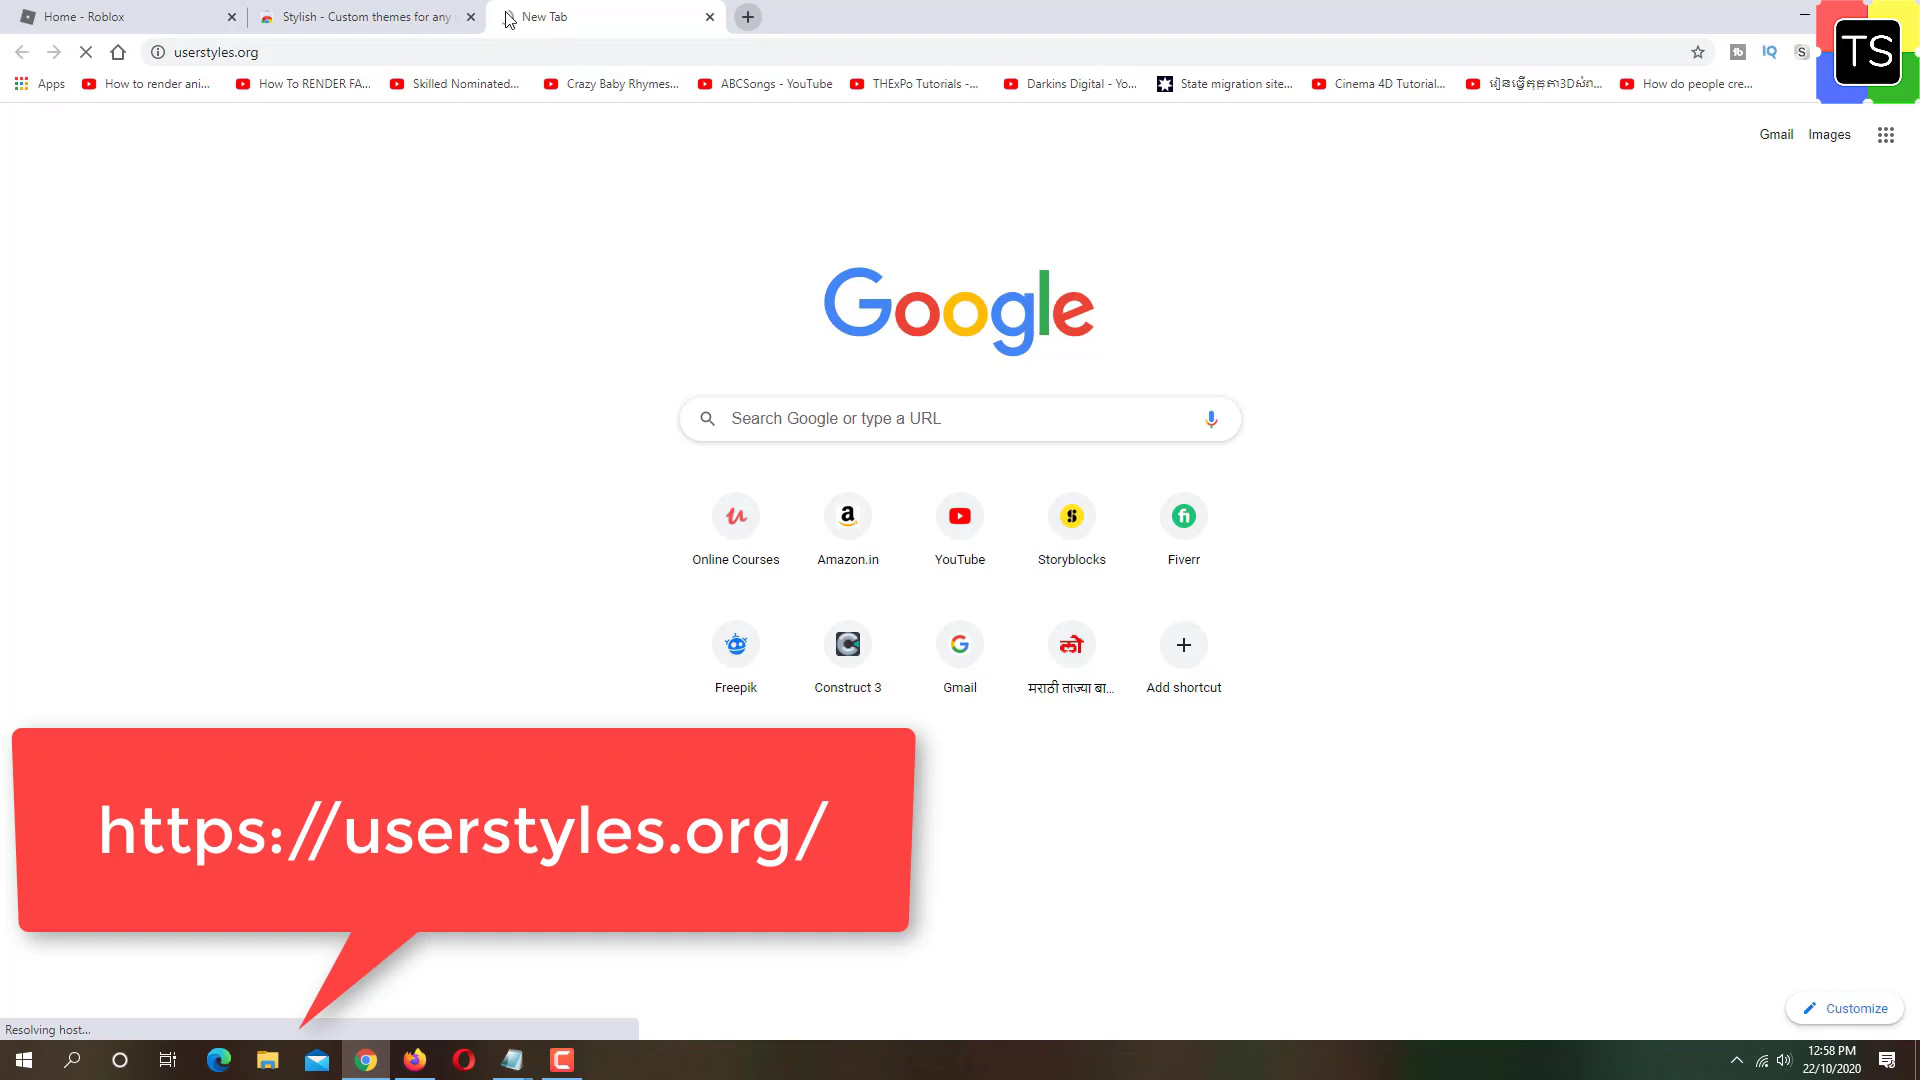 Home - Roblox
Stylish - Custom themes for any
New Tab
userstyles.org
Apps
How to render ani...
How To RENDER FA...
Skilled Nominated...
Crazy Baby Rhymes...
ABCSongs - YouTube
THExPo Tutorials -...
Darkins Digital - Yo...
State migration site...
Cinema 4D Tutorial...
How do people cre...
TS
Gmail
Images
Google
Search Google or type a URL
Online Courses
Amazon.in
YouTube
Storyblocks
Fiverr
Freepik
Construct 3
Gmail
मराठी ताज्या बा...
Add shortcut
https://userstyles.org/
Customize
Resolving host...
12:58 PM
22/10/2020